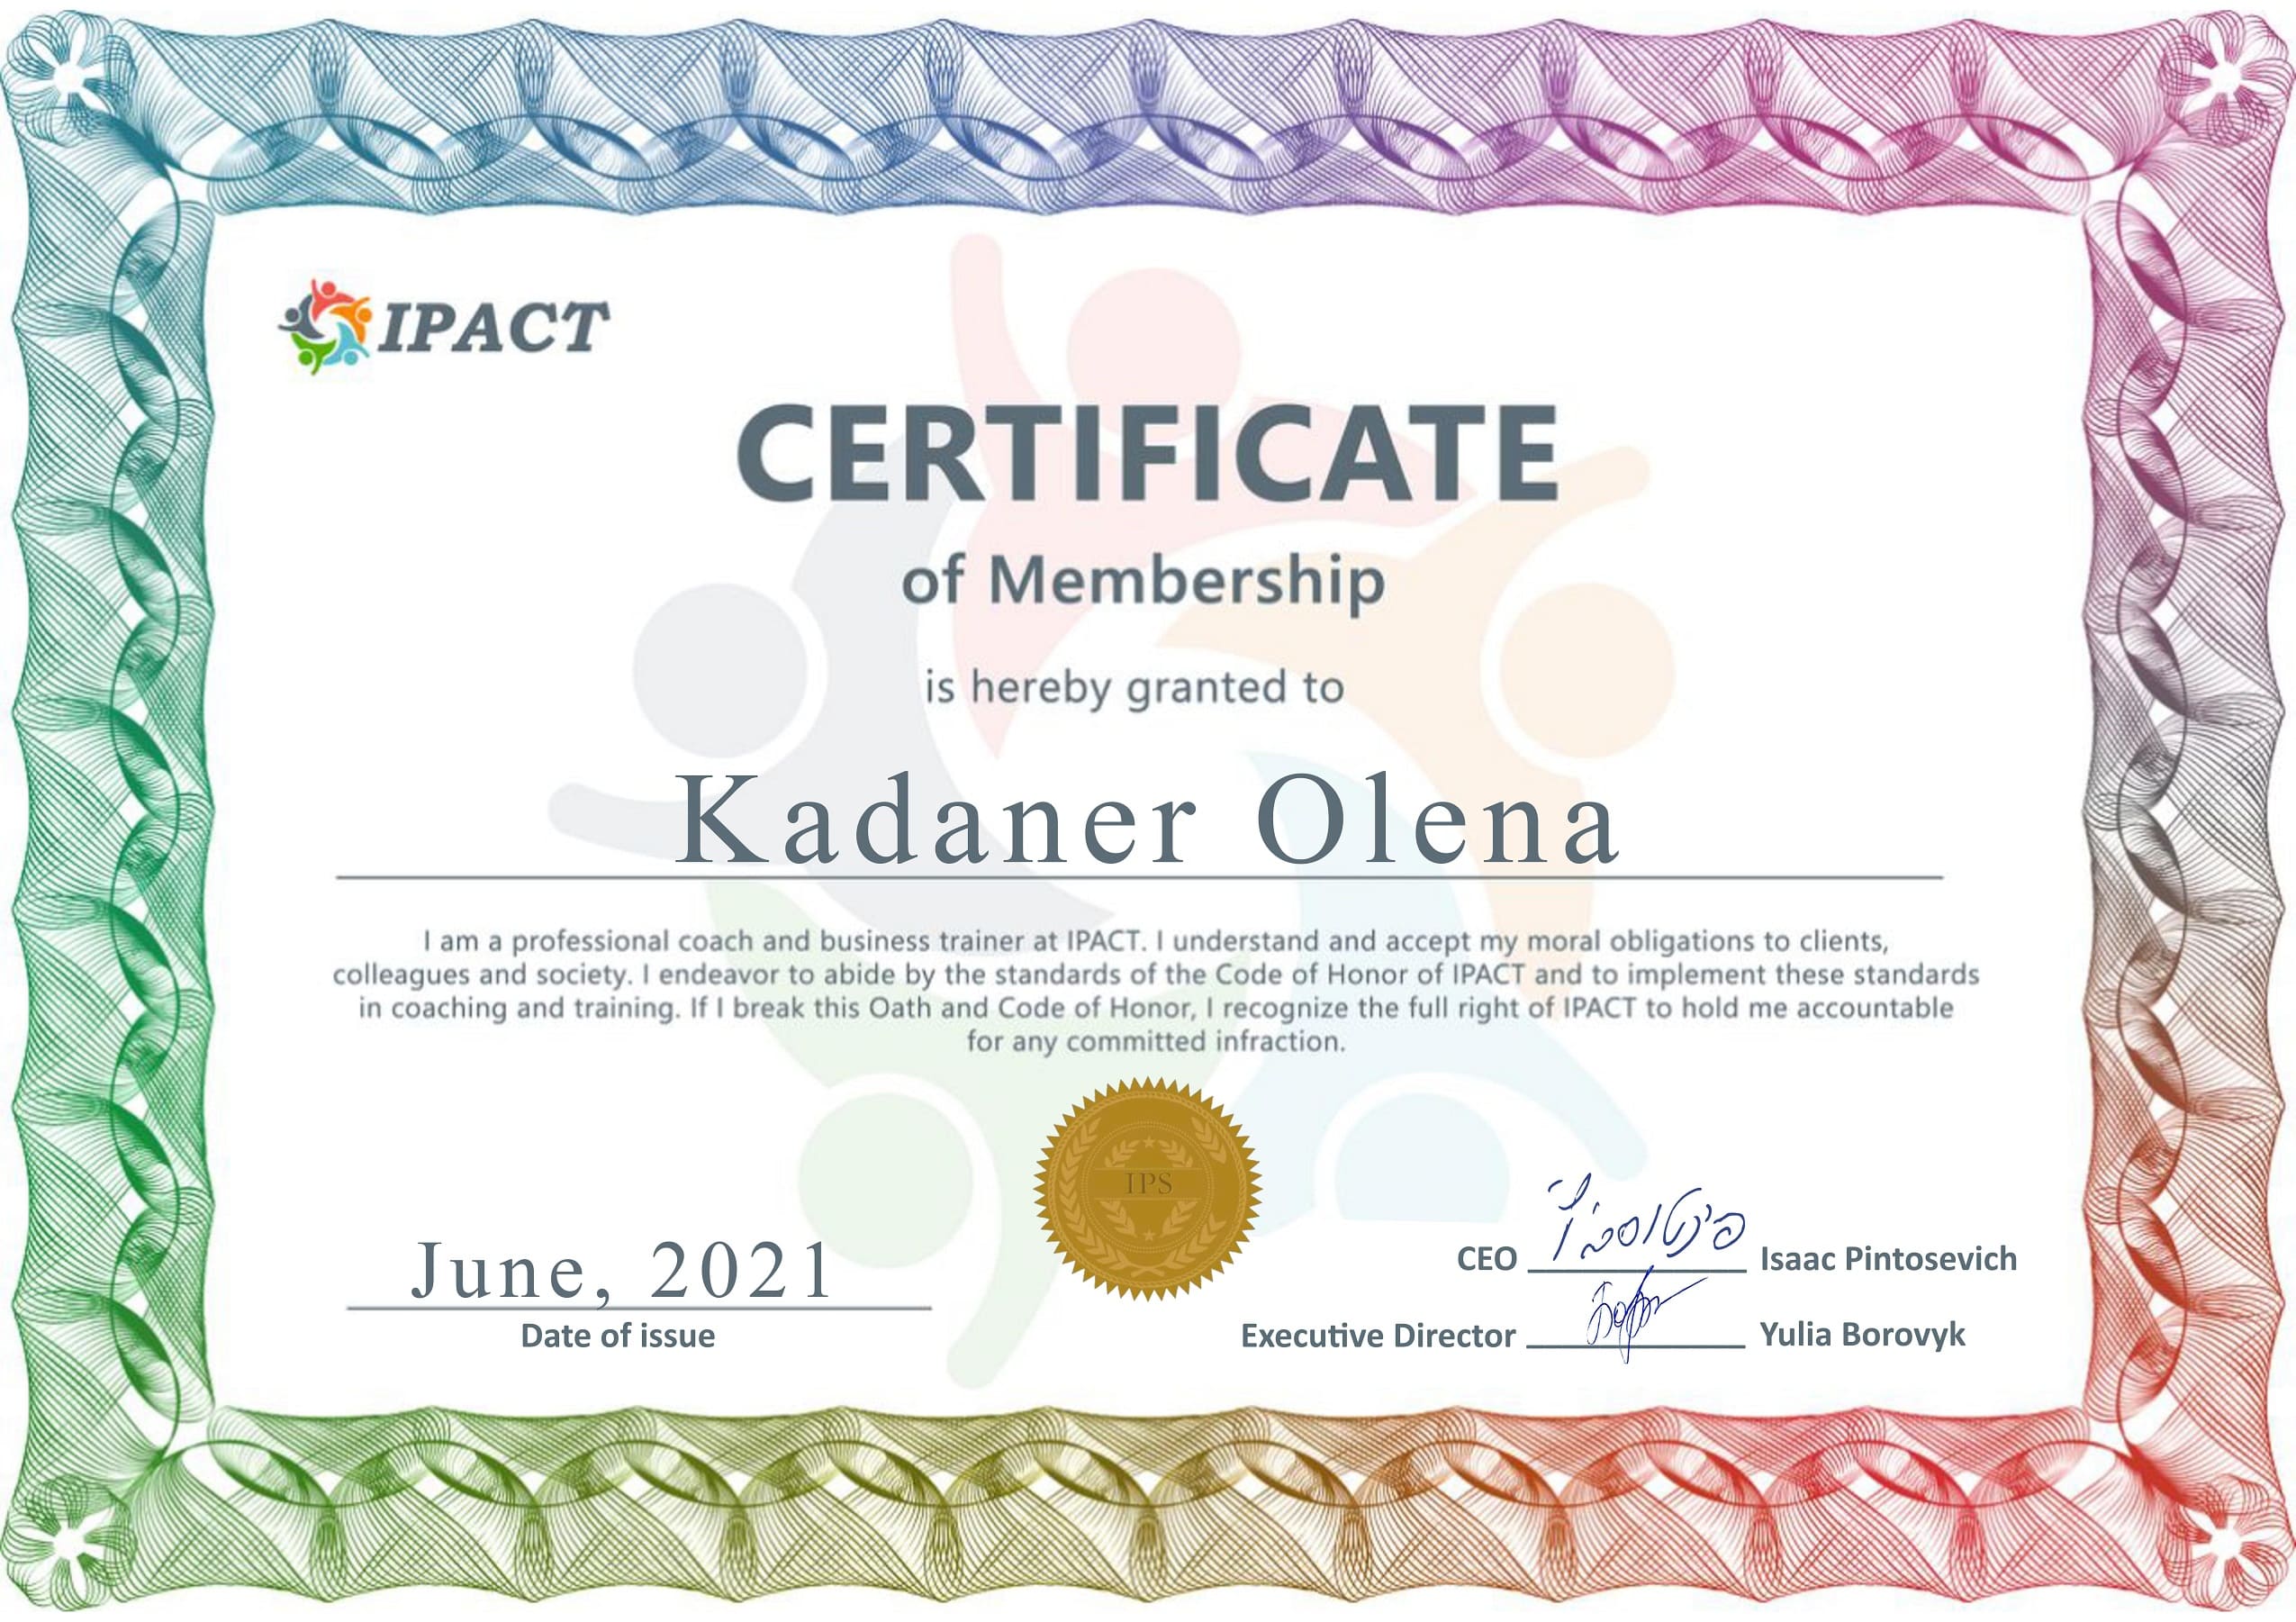 IPACT
CERTIFICATE
of Membership
is hereby granted to
Kadaner Olena
I am a professional coach and business trainer at IPACT. I understand and accept my moral obligations to clients,
colleagues and society. I endeavor to abide by the standards of the Code of Honor of IPACT and to implement these standards
in coaching and training. If I break this Oath and Code of Honor, I recognize the full right of IPACT to hold me accountable
for any committed infraction.
IPS
June, 2021
Date of issue
CEO Isaac Pintosevich
Executive Director Yulia Borovyk